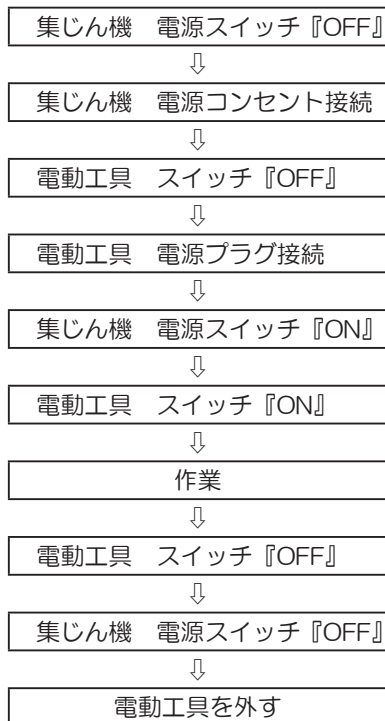 集じん機　電源スイッチ『OFF』
⇩
集じん機　電源コンセント接続
⇩
電動工具　スイッチ『OFF』
⇩
電動工具　電源プラグ接続
⇩
集じん機　電源スイッチ『ON』
⇩
電動工具　スイッチ『ON』
⇩
作業
⇩
電動工具　スイッチ『OFF』
⇩
集じん機　電源スイッチ『OFF』
⇩
電動工具を外す